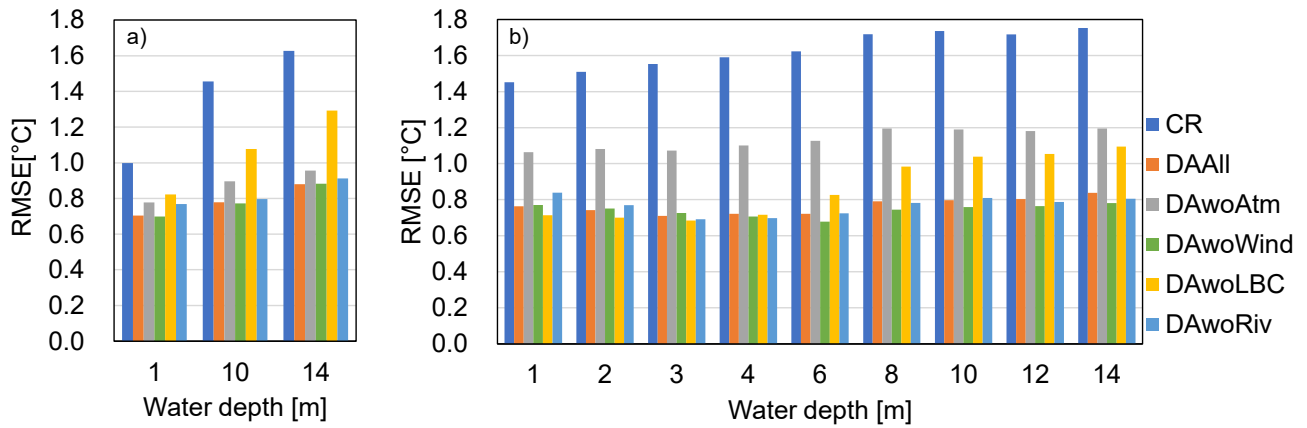 a)
RMSE[°C]
1.8
1.6
1.4
1.2
1.0
0.8
0.6
0.4
0.2
0.0
1 10 14
Water depth [m]
b)
RMSE [°C]
1.8
1.6
1.4
1.2
1.0
0.8
0.6
0.4
0.2
0.0
1 2 3 4 6 8 10 12 14
Water depth [m]
CR
DAAll
DAwoAtm
DAwoWind
DAwoLBC
DAwoRiv